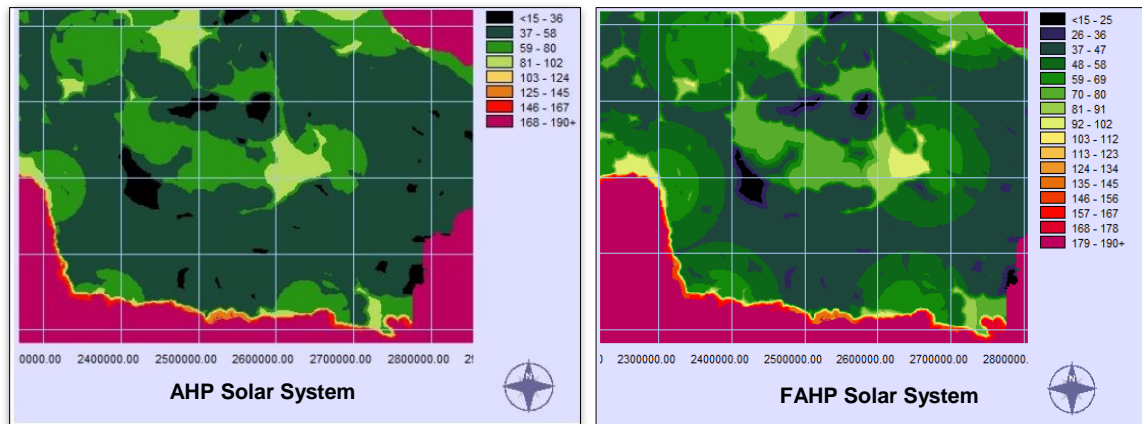 <15 - 36
37 - 58
59 - 80
81 - 102
103 - 124
125 - 145
146 - 167
168 - 190+
00000.00 2400000.00 2500000.00 2600000.00 2700000.00 2800000.00 29
N
AHP Solar System
<15 - 25
26 - 36
37 - 47
48 - 58
59 - 69
70 - 80
81 - 91
92 - 102
103 - 112
113 - 123
124 - 134
135 - 145
146 - 156
157 - 167
168 - 178
179 - 190+
2300000.00 2400000.00 2500000.00 2600000.00 2700000.00 2800000
N
FAHP Solar System